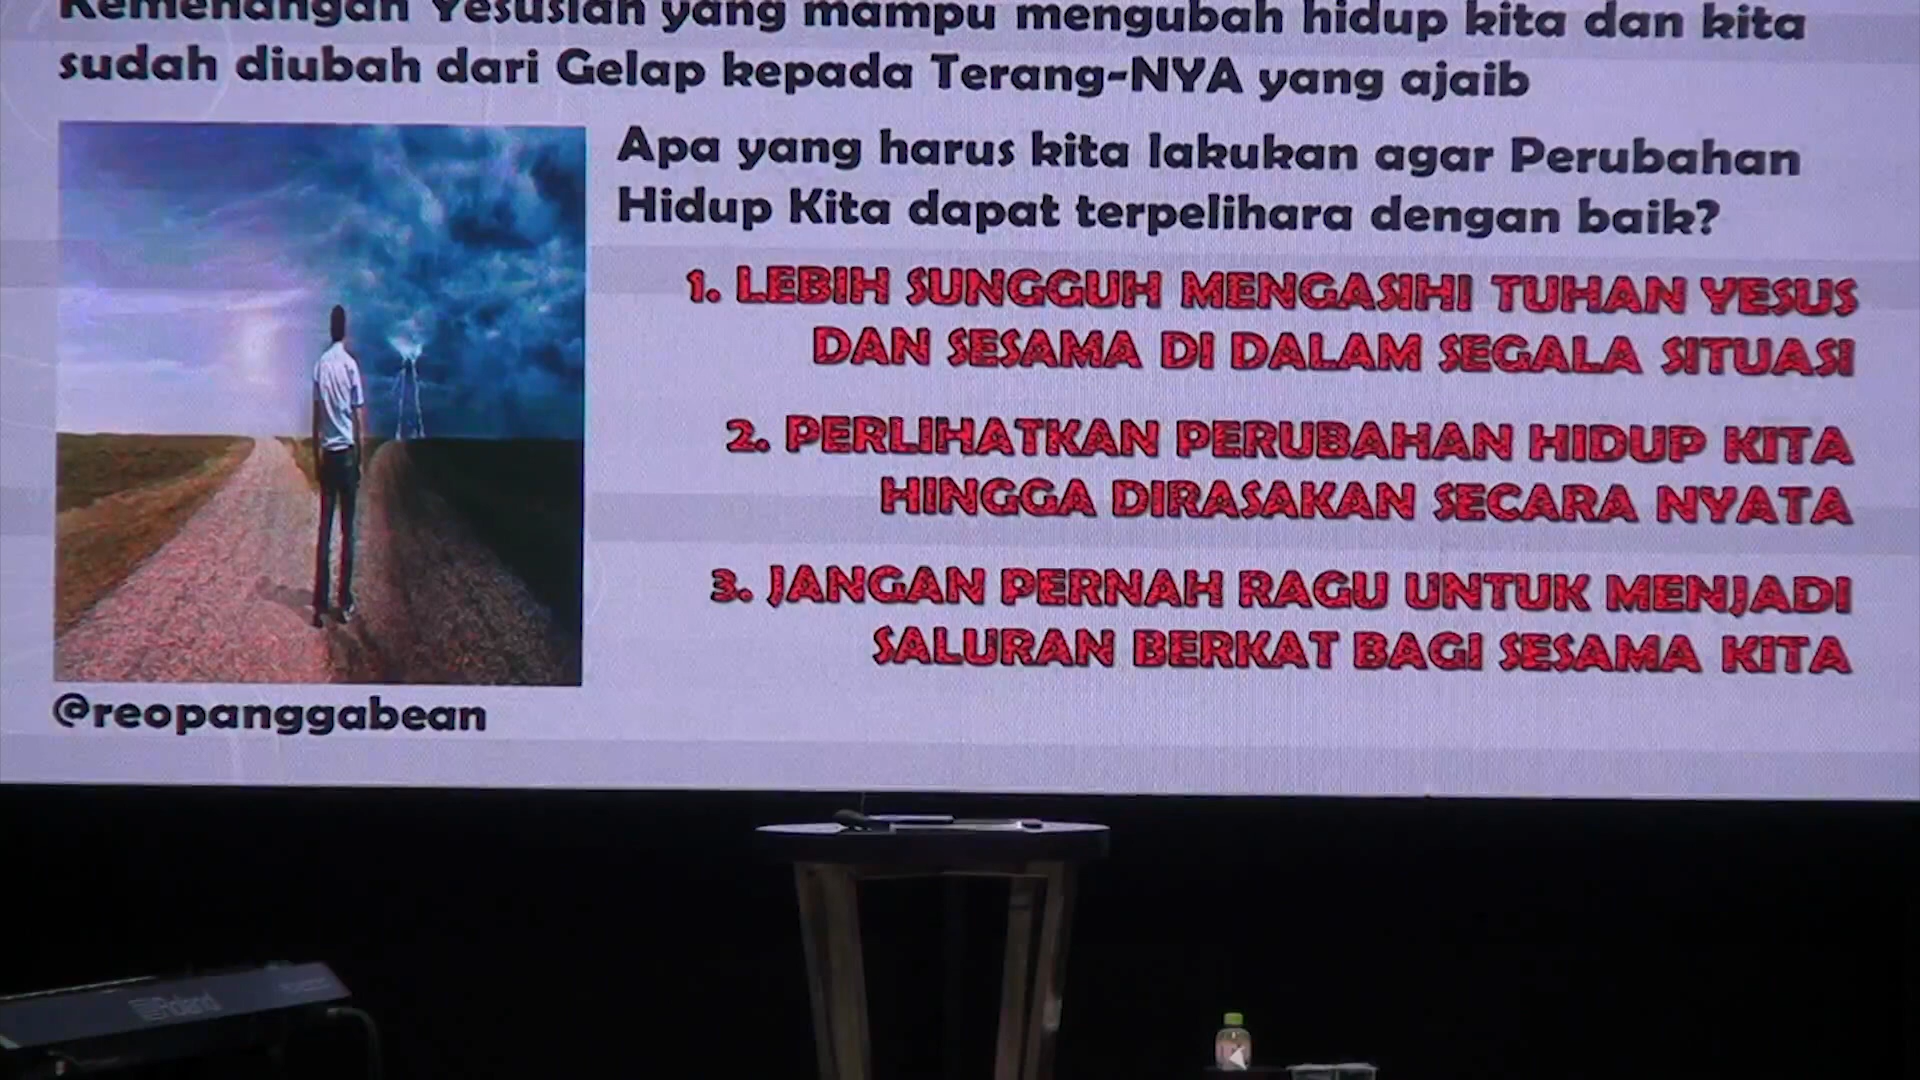 Kemenangan Yesuslah yang mampu mengubah hidup kita dan kita
sudah diubah dari Gelap kepada Terang-NYA yang ajaib
Apa yang harus kita lakukan agar Perubahan
Hidup Kita dapat terpelihara dengan baik?
1. LEBIH SUNGGUH MENGASIHI TUHAN YESUS
DAN SESAMA DI DALAM SEGALA SITUASI
2. PERLIHATKAN PERUBAHAN HIDUP KITA
HINGGA DIRASAKAN SECARA NYATA
3. JANGAN PERNAH RAGU UNTUK MENJADI
SALURAN BERKAT BAGI SESAMA KITA
@reopanggabean
Roland